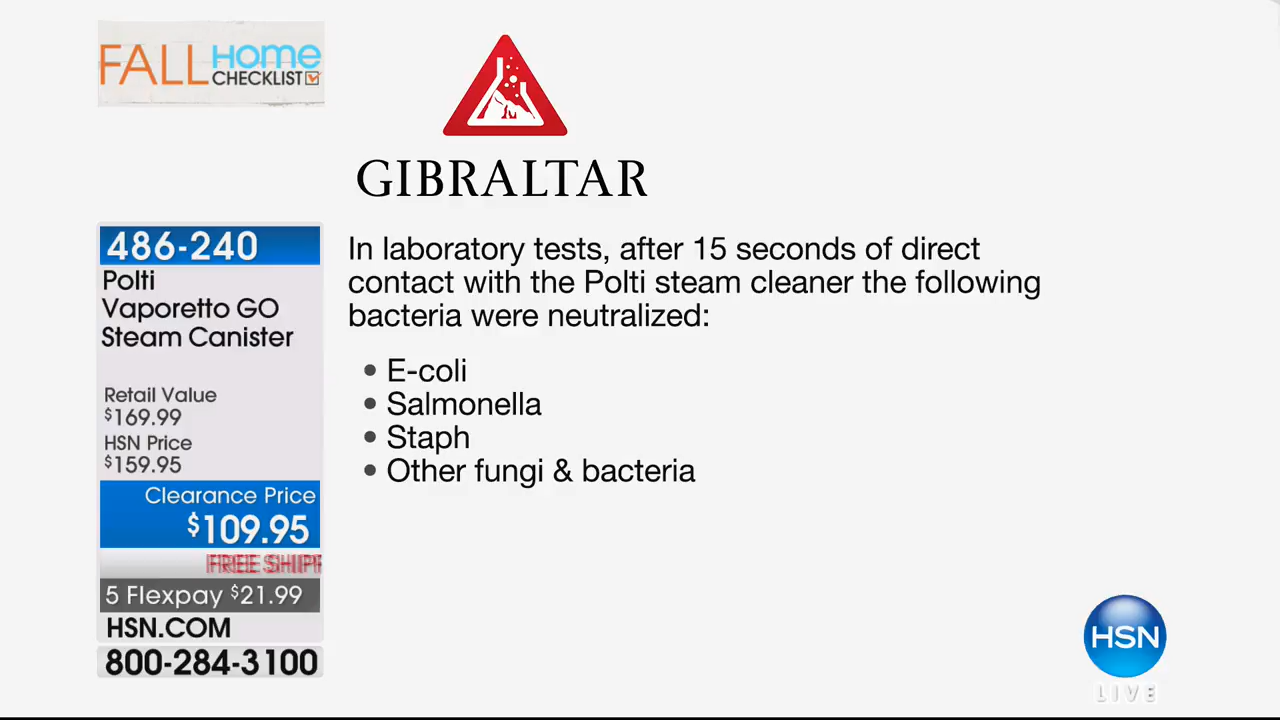 FALL Home
CHECKLIST
GIBRALTAR
486-240
Polti
Vaporetto GO
Steam Canister
Retail Value
$169.99
HSN Price
$159.95
Clearance Price
$109.95
FREE SHIP
5 Flexpay $21.99
HSN.COM
800-284-3100
In laboratory tests, after 15 seconds of direct
contact with the Polti steam cleaner the following
bacteria were neutralized:
• E-coli
• Salmonella
• Staph
• Other fungi & bacteria
HSN
LIVE